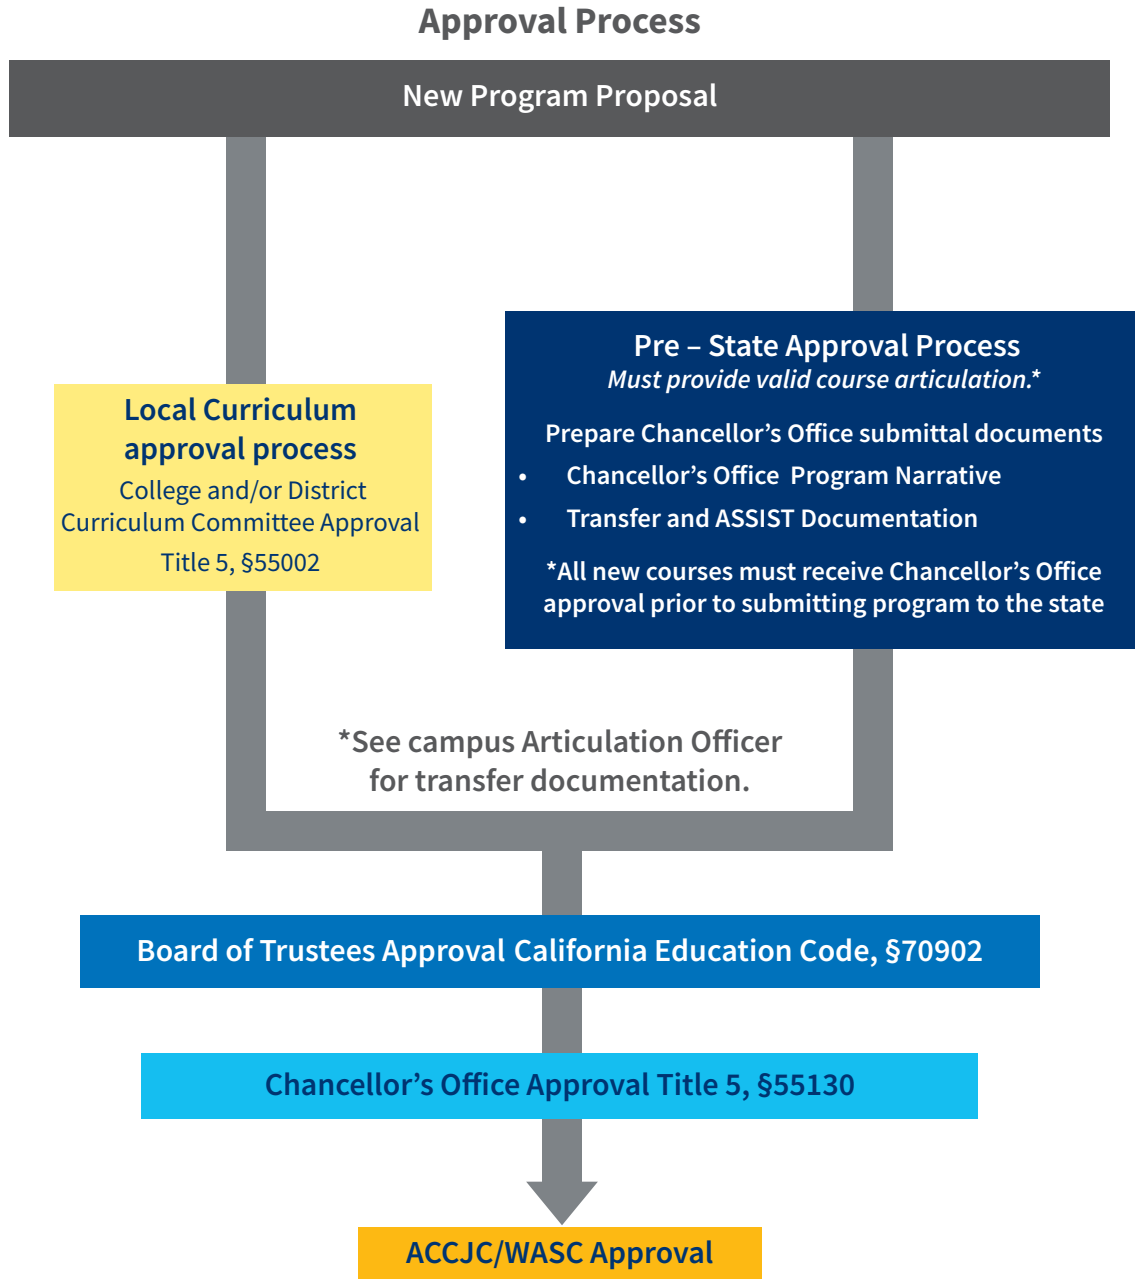 Approval Process
New Program Proposal
Local Curriculum
approval process
College and/or District
Curriculum Committee Approval
Title 5, §55002
Pre – State Approval Process
Must provide valid course articulation.*
Prepare Chancellor’s Office submittal documents
• Chancellor’s Office Program Narrative
• Transfer and ASSIST Documentation
*All new courses must receive Chancellor’s Office
approval prior to submitting program to the state
*See campus Articulation Officer
for transfer documentation.
Board of Trustees Approval California Education Code, §70902
Chancellor’s Office Approval Title 5, §55130
ACCJC/WASC Approval